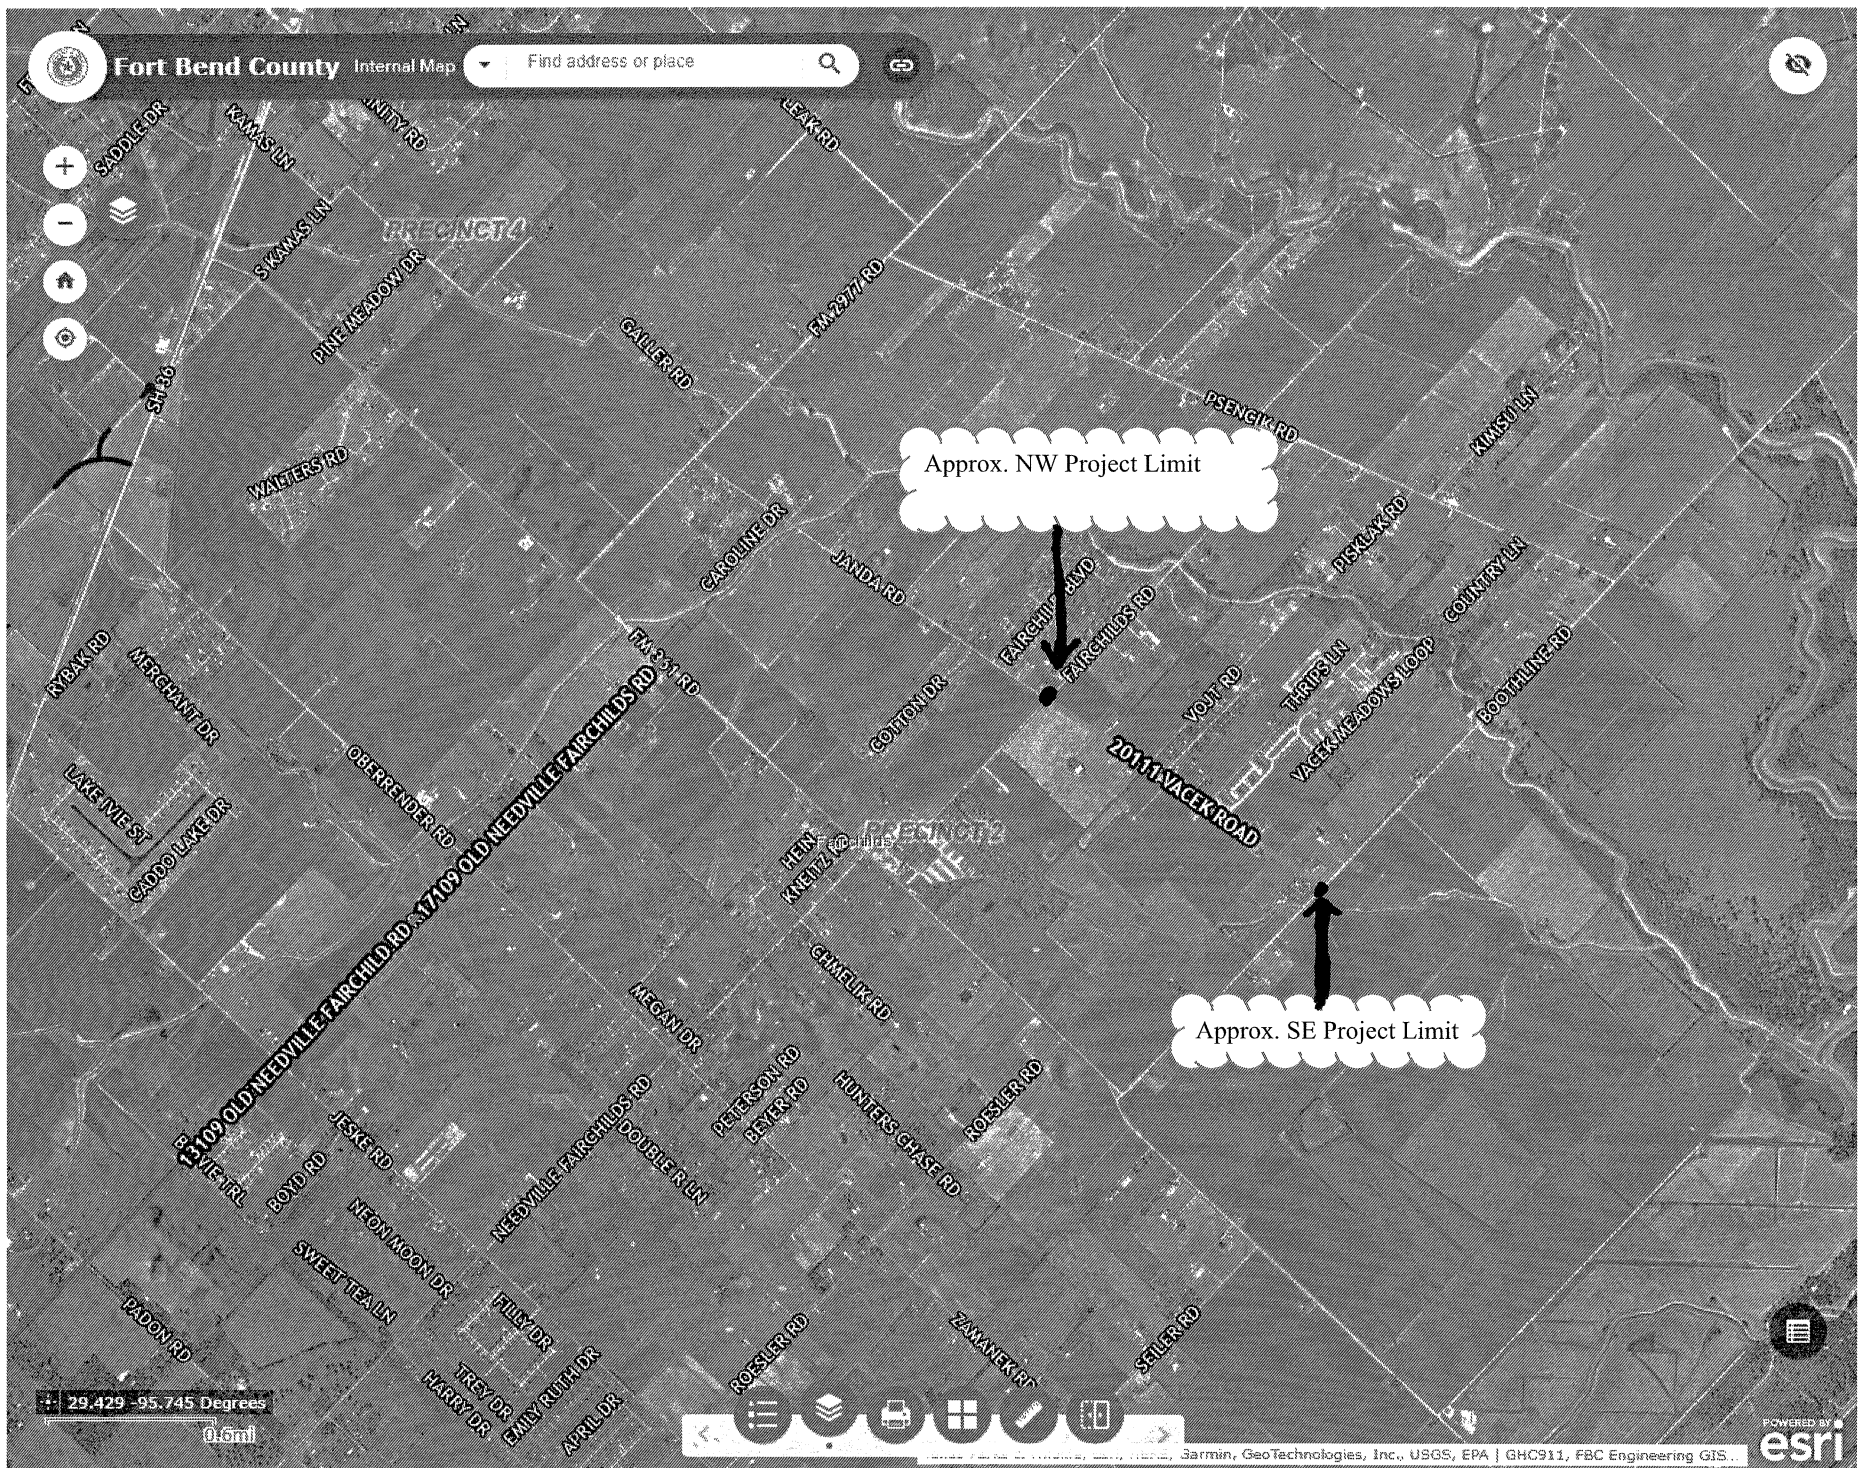 Fort Bend County Internal Map
Find address or place
SADDLE DR
KAMAS LN
LEAK RD
S KAMAS LN
PRECINCT 4
PINE MEADOW DR
FM 2977 RD
GALLER RD
SH 36
PSENCIK RD
KIMSU LN
WALTERS RD
Approx. NW Project Limit
CAROLINE DR
JANDA RD
PISKLAK RD
COUNTRY LN
FAIRCHILDS RD
RYBAK RD
MERCHANT DR
FM 361 RD
COTTON DR
VOJT RD
THRIPS LN
VACEK MEADOWS LOOP
BOOTHLINE RD
20111 VACEK ROAD
OBERRENDER RD
LAKE IVIE ST
CADDO LAKE DR
17109 OLD NEEDVILLE FAIRCHILDS RD
PRECINCT 2
Fairchilds
HEINL
KNEITZ
13109 OLD NEEDVILLE FAIRCHILD RD
CHMELIK RD
MEGAN DR
Approx. SE Project Limit
PETERSON RD
BEYER RD
HUNTERS CHASE RD
ROESLER RD
JESKE RD
NEEDVILLE FAIRCHILDS RD
DOUBLE R LN
BOYD RD
NEON MOON DR
SWEET TEA LN
PADON RD
FILLY DR
TREY DR
HARRY DR
EMILY RUTH DR
APRIL DR
ROESLER RD
ZAMANEK RD
SEILER RD
29.429 -95.745 Degrees
0.6mi
Garmin, GeoTechnologies, Inc., USGS, EPA | GHC911, FBC Engineering GIS...
POWERED BY
esri